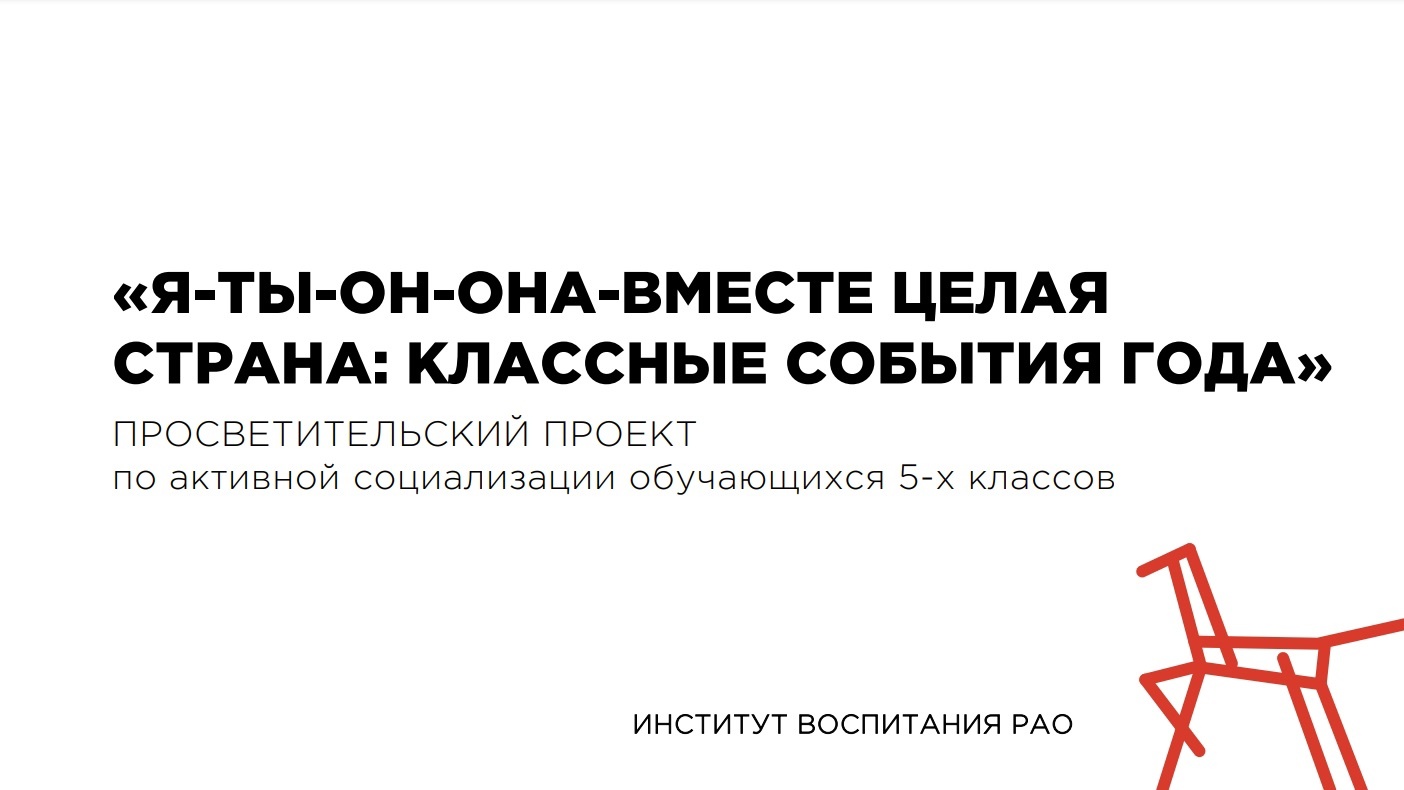 «Я-ТЫ-ОН-ОНА-ВМЕСТЕ ЦЕЛАЯ
СТРАНА: КЛАССНЫЕ СОБЫТИЯ ГОДА»
ПРОСВЕТИТЕЛЬСКИЙ ПРОЕКТ
по активной социализации обучающихся 5-х классов
ИНСТИТУТ ВОСПИТАНИЯ РАО